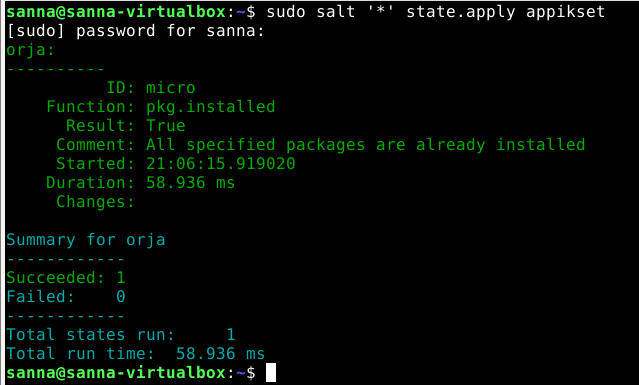 sanna@sanna-virtualbox:~$ sudo salt '*' state.apply appikset
[sudo] password for sanna:
orja:
----------
          ID: micro
    Function: pkg.installed
      Result: True
     Comment: All specified packages are already installed
     Started: 21:06:15.919020
    Duration: 58.936 ms
     Changes:

Summary for orja
------------
Succeeded: 1
Failed:    0
------------
Total states run:     1
Total run time:  58.936 ms
sanna@sanna-virtualbox:~$